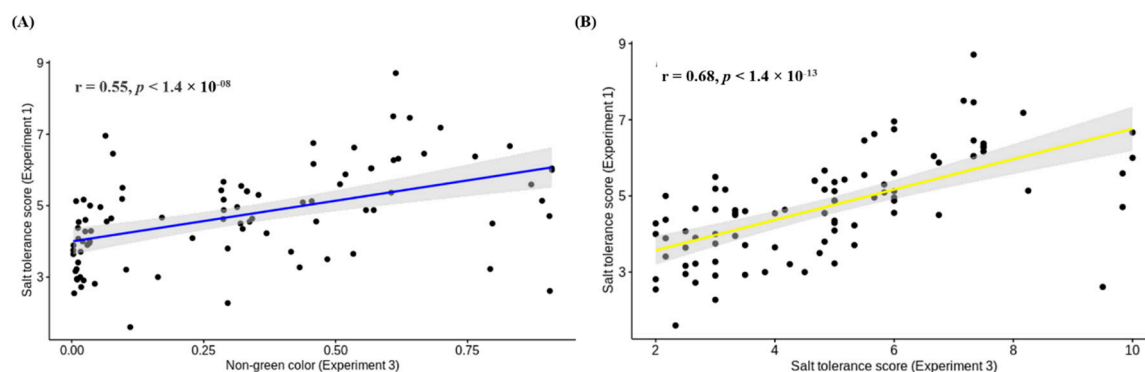 (A)
r = 0.55, p < 1.4 × 10⁻⁰⁸
Salt tolerance score (Experiment 1)
9
7
5
3
0.00 0.25 0.50 0.75
Non-green color (Experiment 3)
(B)
r = 0.68, p < 1.4 × 10⁻¹³
Salt tolerance score (Experiment 1)
9
7
5
3
2 4 6 8 10
Salt tolerance score (Experiment 3)